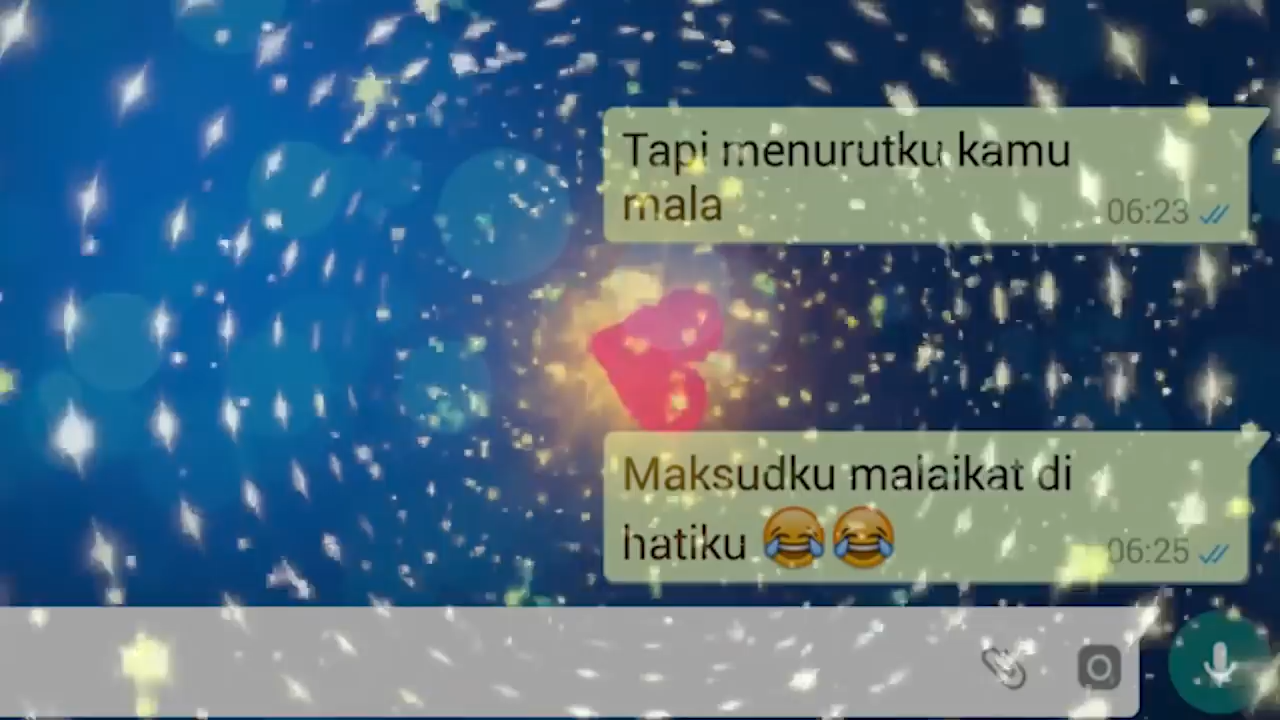 Tapi menurutku kamu
mala
06:23
Maksudku malaikat di
hatiku 😂😂
06:25